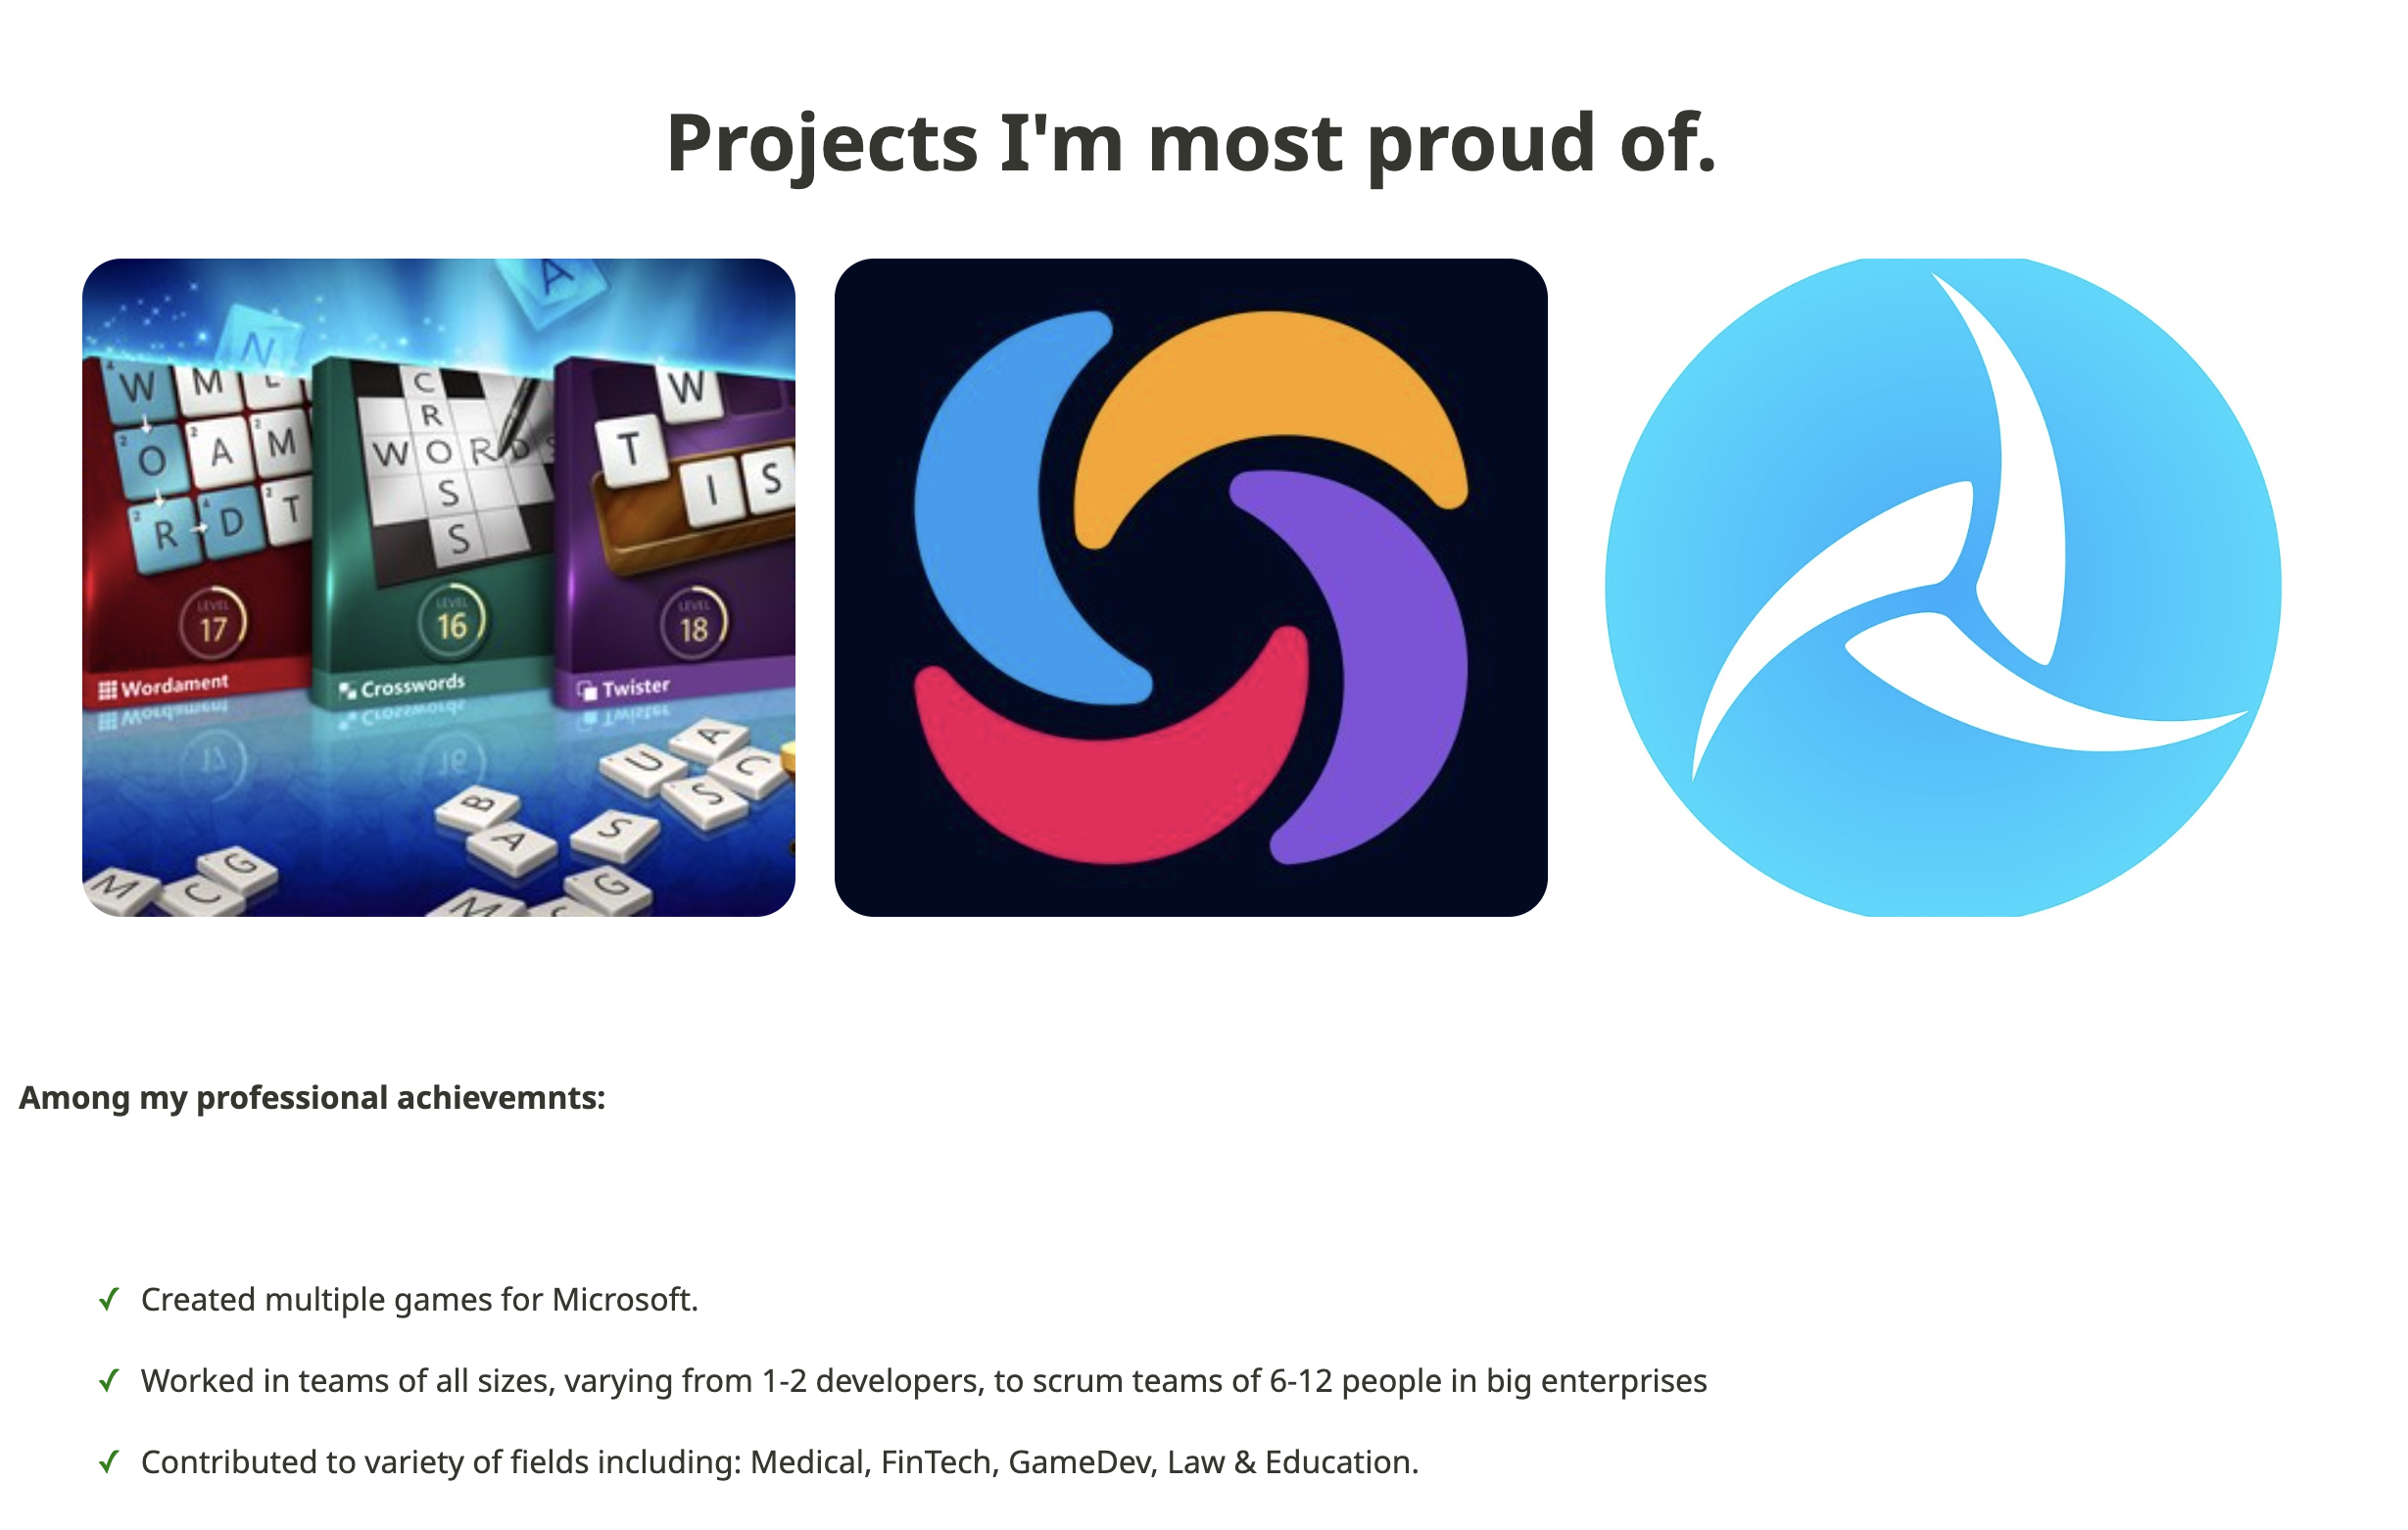 Projects I'm most proud of.
A
N
W M L
C
W
R
T
O A M
W O R D S
I S
S
R D T
S
LEVEL
17
LEVEL
16
LEVEL
18
Wordament
Crosswords
Twister
A
U
C
B
S
A
S
G
G
M
C
M
Among my professional achievemnts:
✓ Created multiple games for Microsoft.
✓ Worked in teams of all sizes, varying from 1-2 developers, to scrum teams of 6-12 people in big enterprises
✓ Contributed to variety of fields including: Medical, FinTech, GameDev, Law & Education.